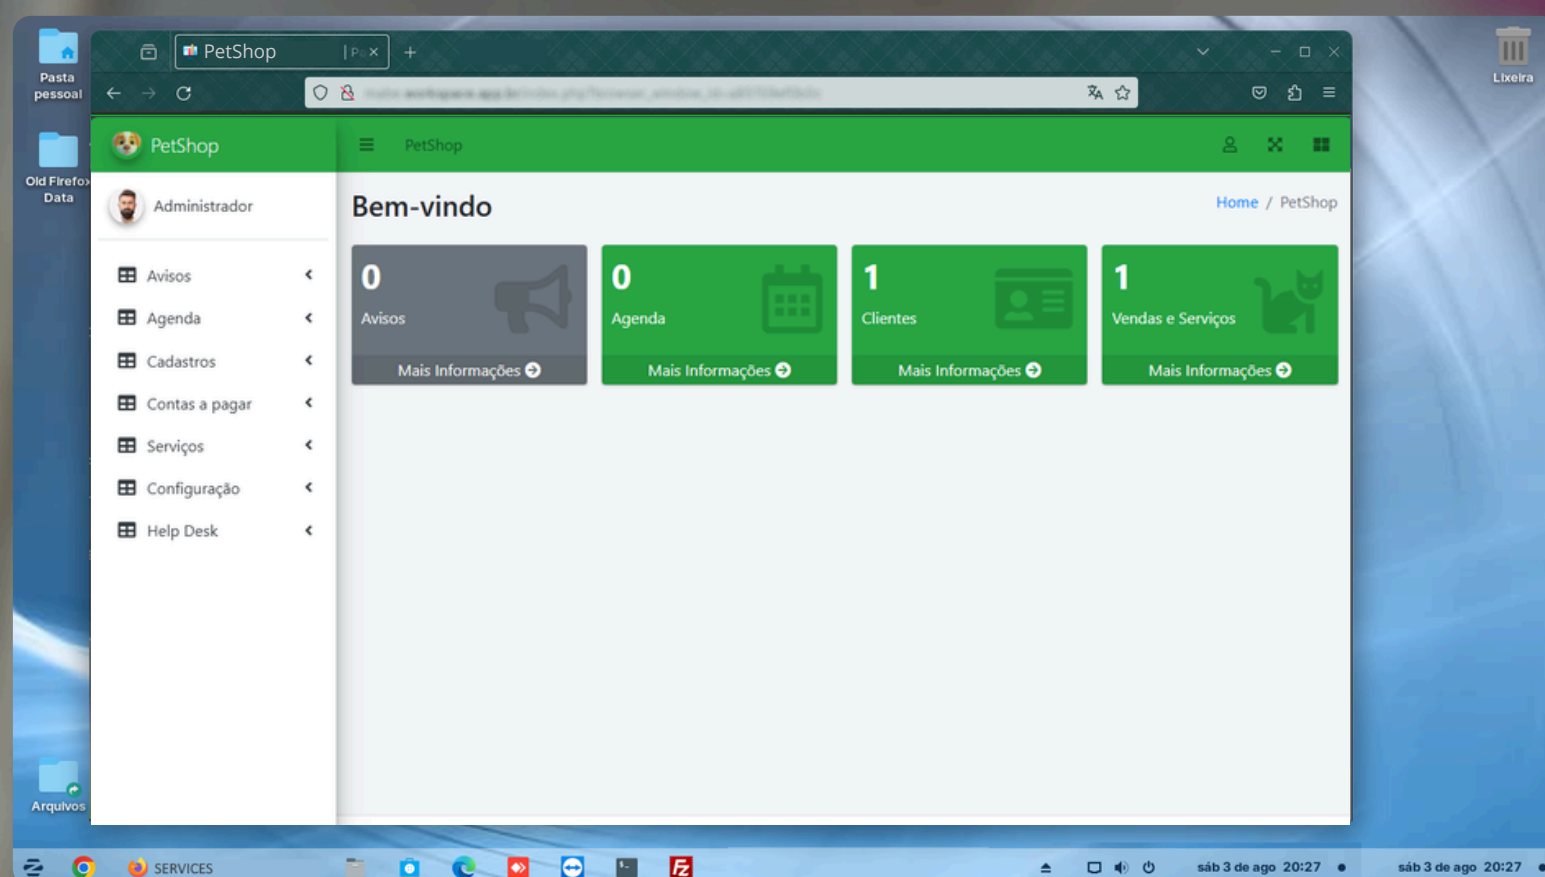 Pasta
pessoal
Old Firefox
Data
Arquivos
Lixeira
PetShop
PetShop
PetShop
Administrador
Bem-vindo
Home / PetShop
Avisos
Agenda
Cadastros
Contas a pagar
Serviços
Configuração
Help Desk
0
Avisos
Mais Informações
0
Agenda
Mais Informações
1
Clientes
Mais Informações
1
Vendas e Serviços
Mais Informações
SERVICES
sáb 3 de ago 20:27
sáb 3 de ago 20:27